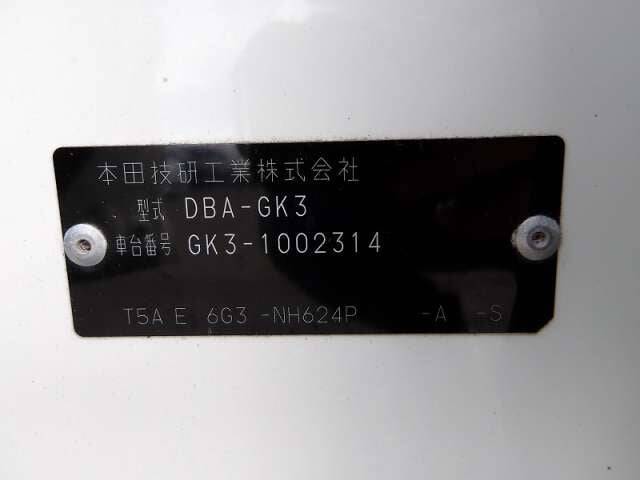 本田技研工業株式会社
型式 DBA-GK3
車台番号 GK3-1002314
T5A E 6G3 -NH624P -A -S